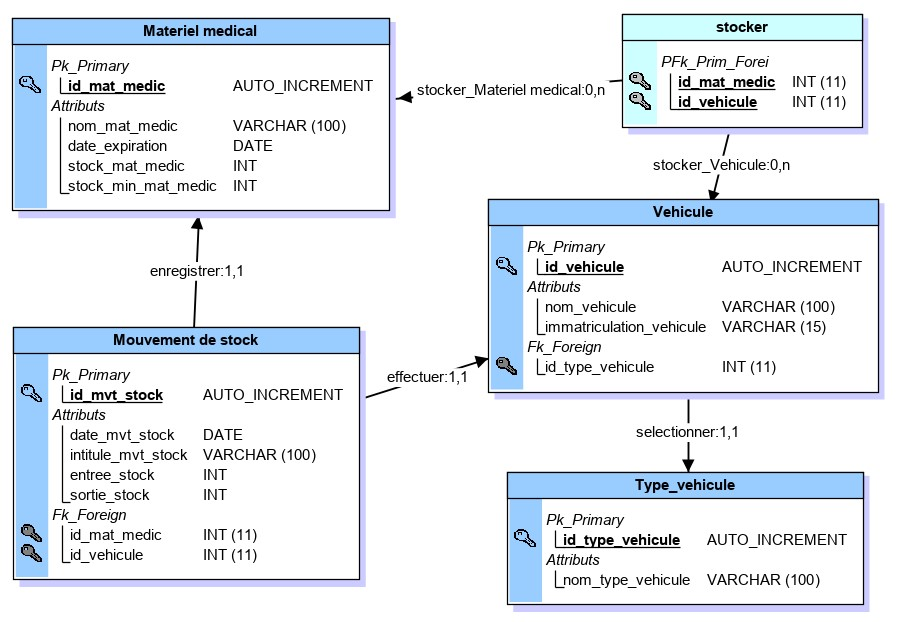 Materiel medical
Pk_Primary
id_mat_medic AUTO_INCREMENT
Attributs
nom_mat_medic VARCHAR (100)
date_expiration DATE
stock_mat_medic INT
stock_min_mat_medic INT
stocker_Materiel medical:0,n
stocker
PFk_Prim_Forei
id_mat_medic INT (11)
id_vehicule INT (11)
stocker_Vehicule:0,n
Vehicule
Pk_Primary
id_vehicule AUTO_INCREMENT
Attributs
nom_vehicule VARCHAR (100)
immatriculation_vehicule VARCHAR (15)
Fk_Foreign
id_type_vehicule INT (11)
enregistrer:1,1
Mouvement de stock
Pk_Primary
id_mvt_stock AUTO_INCREMENT
Attributs
date_mvt_stock DATE
intitule_mvt_stock VARCHAR (100)
entree_stock INT
sortie_stock INT
Fk_Foreign
id_mat_medic INT (11)
id_vehicule INT (11)
effectuer:1,1
selectionner:1,1
Type_vehicule
Pk_Primary
id_type_vehicule AUTO_INCREMENT
Attributs
nom_type_vehicule VARCHAR (100)